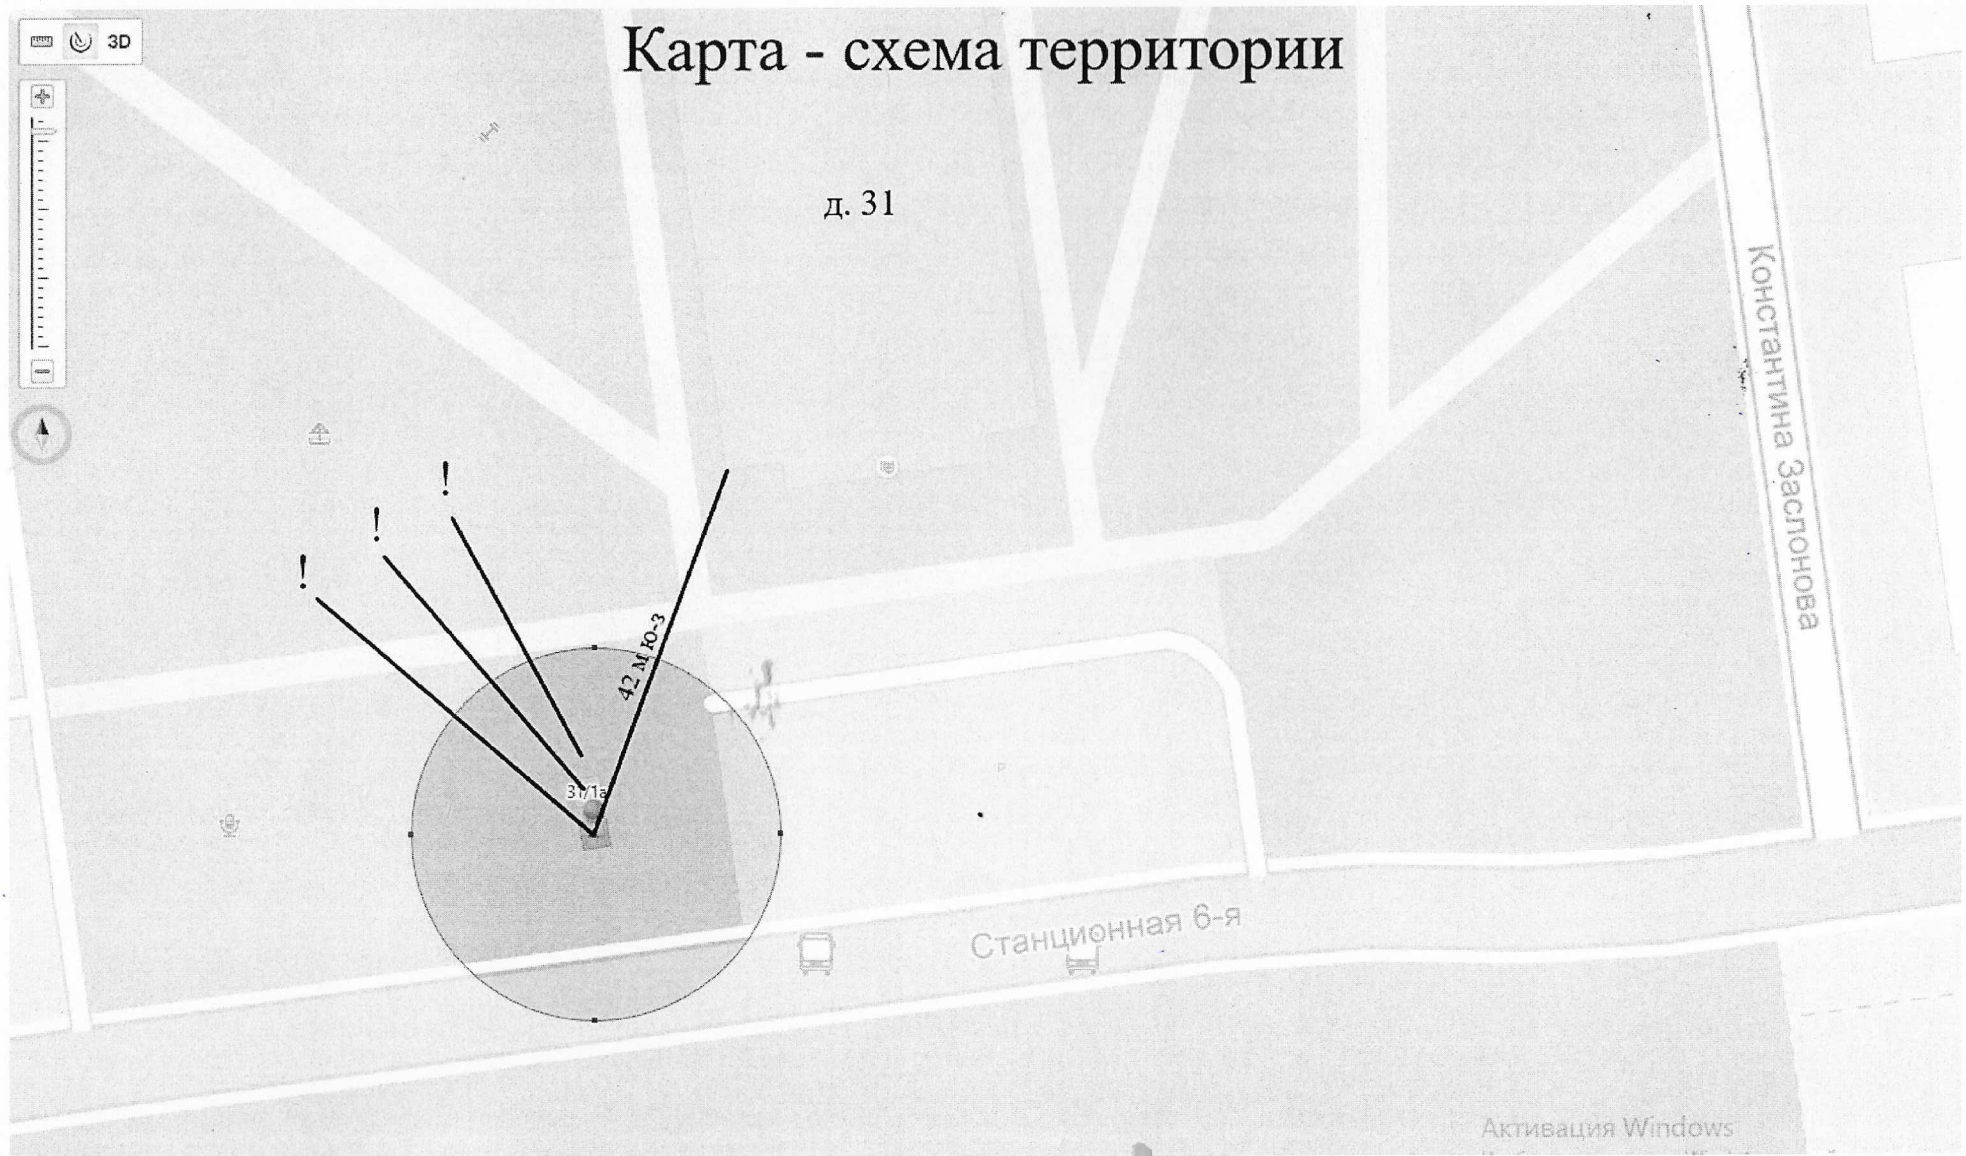 3D
Карта - схема территории
д. 31
Константина Заслонова
!
!
!
42 м ю-з
31/1а
P
Станционная 6-я
Активация Windows